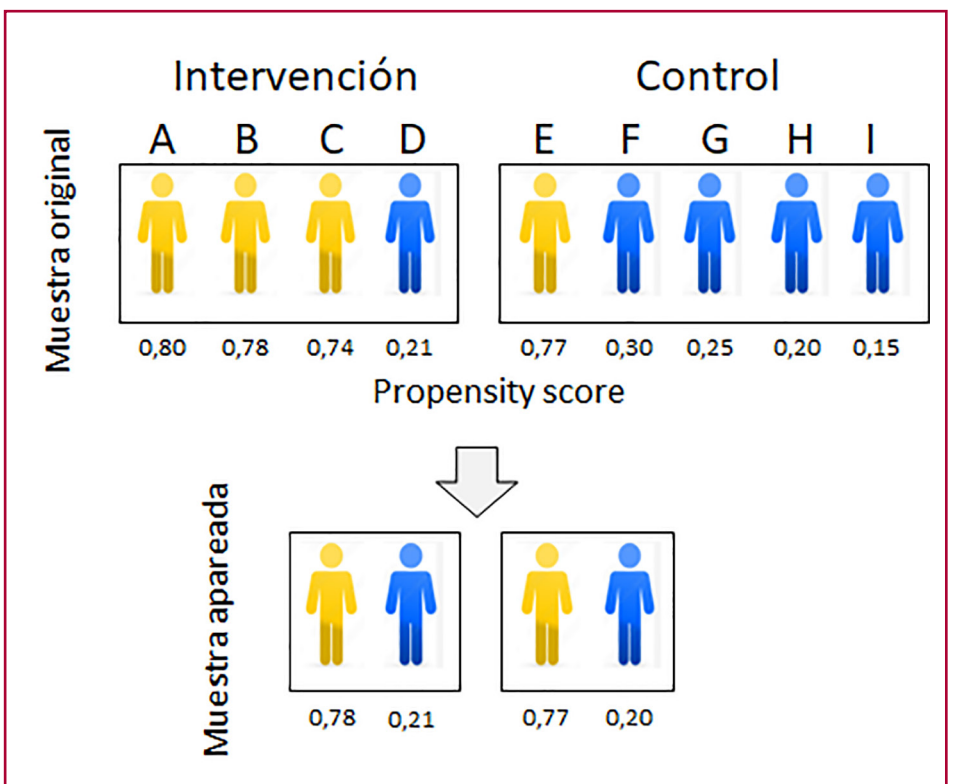 Intervención Control
Muestra original
A B C D E F G H I
0,80 0,78 0,74 0,21 0,77 0,30 0,25 0,20 0,15
Propensity score
Muestra apareada
0,78 0,21 0,77 0,20